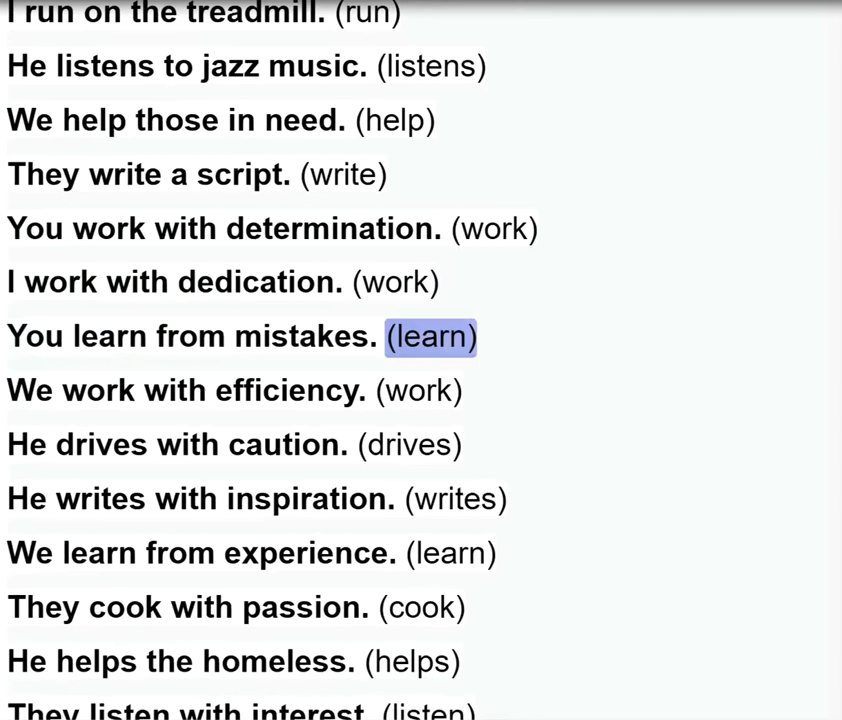 I run on the treadmill. (run)
He listens to jazz music. (listens)
We help those in need. (help)
They write a script. (write)
You work with determination. (work)
I work with dedication. (work)
You learn from mistakes. (learn)
We work with efficiency. (work)
He drives with caution. (drives)
He writes with inspiration. (writes)
We learn from experience. (learn)
They cook with passion. (cook)
He helps the homeless. (helps)
They listen with interest. (listen)